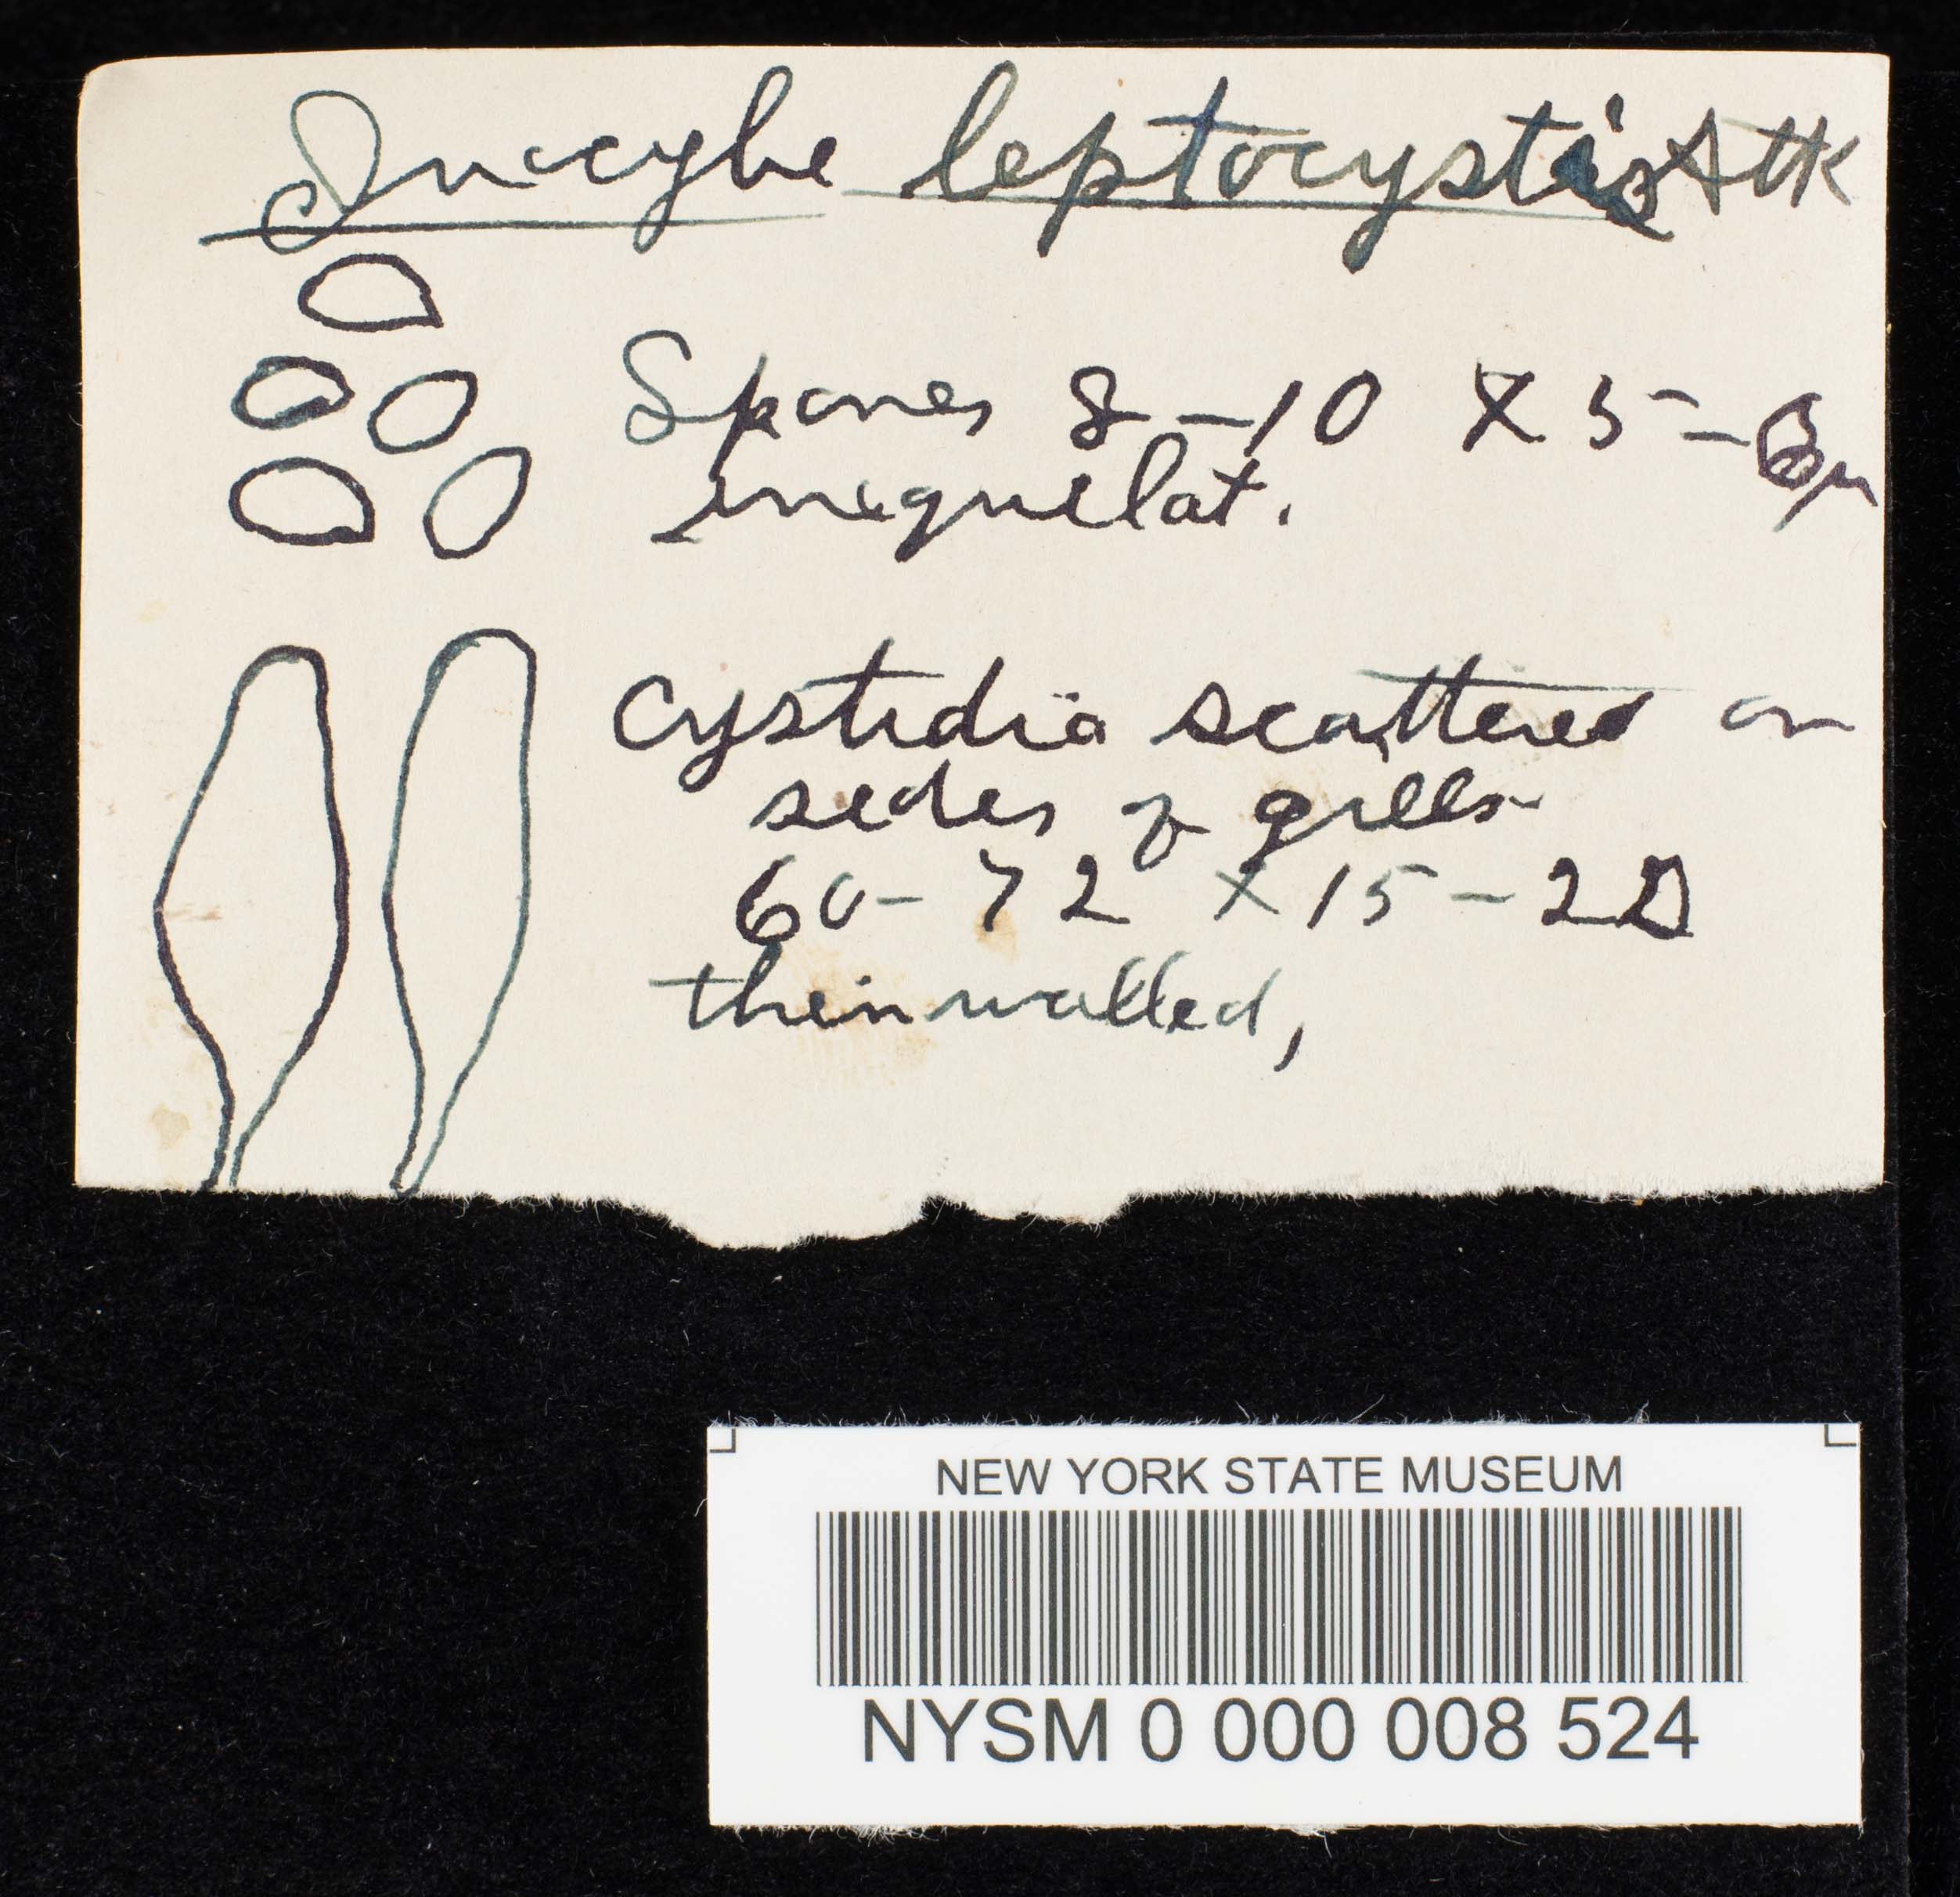 Inocybe leptocystis Atk
Spores 8-10 X 5-6μ
inequilat.
Cystidia scattered on
sides of gills
60-72 X 15-20
thin walled,
NEW YORK STATE MUSEUM
NYSM 0 000 008 524